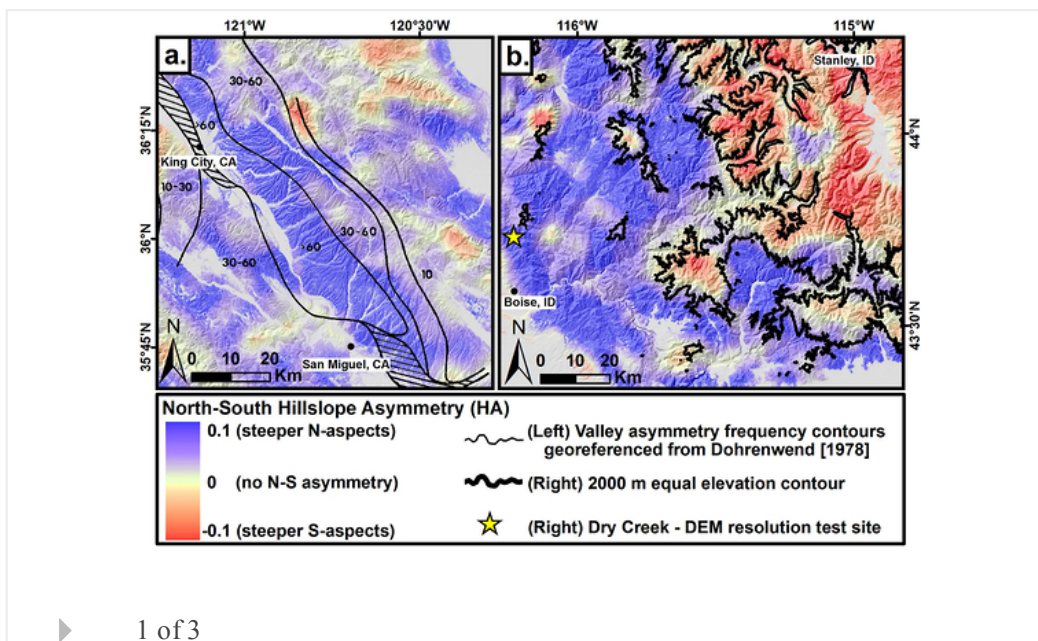 121°W
120°30'W
116°W
115°W
a.
30-60
>60
King City, CA
10-30
30-60
>60
30-60
10
San Miguel, CA
36°15'N
36°0'N
35°45'N
N
0 10 20
Km
b.
Stanley, ID
Boise, ID
44°N
43°30'N
N
0 10 20
Km
North-South Hillslope Asymmetry (HA)
0.1 (steeper N-aspects)
0 (no N-S asymmetry)
-0.1 (steeper S-aspects)
(Left) Valley asymmetry frequency contours
georeferenced from Dohrenwend [1978]
(Right) 2000 m equal elevation contour
(Right) Dry Creek - DEM resolution test site
1 of 3